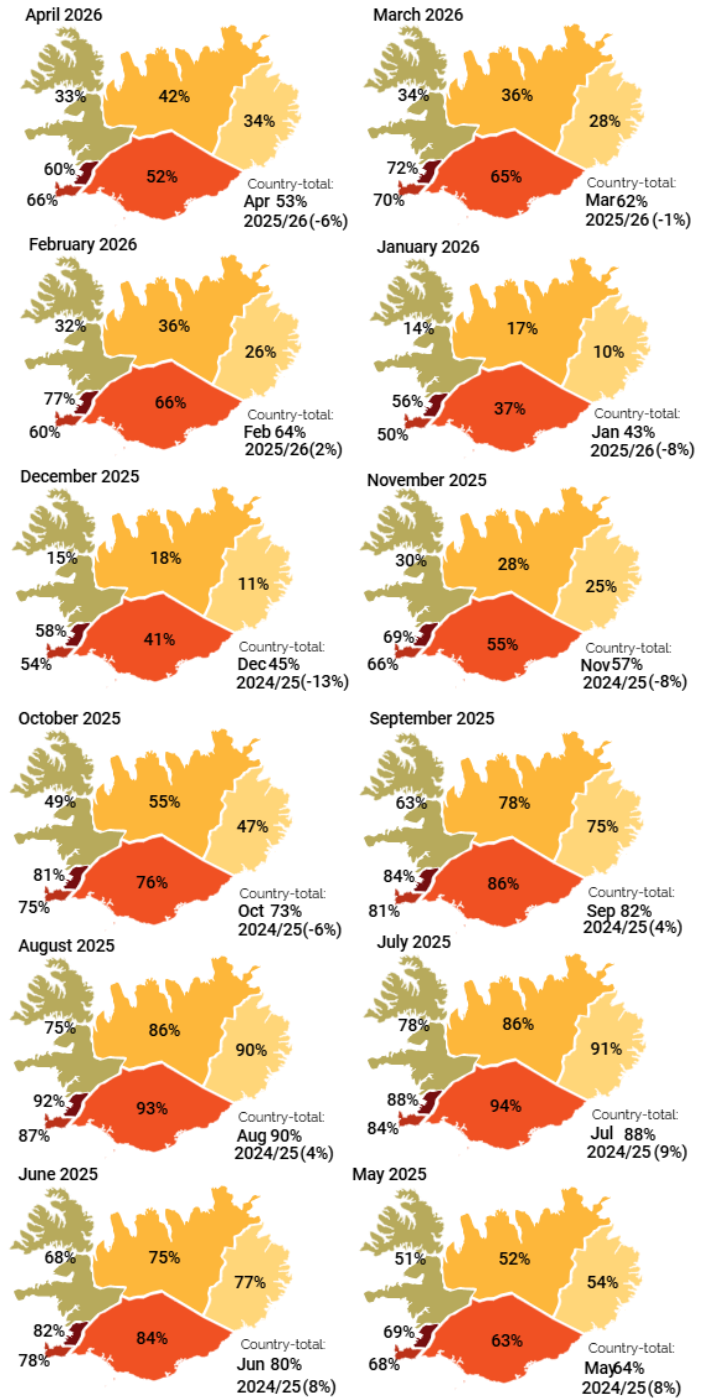 April 2026
33%
42%
34%
60%
52%
66%
Country-total:
Apr 53%
2025/26(-6%)
March 2026
34%
36%
28%
72%
65%
70%
Country-total:
Mar62%
2025/26 (-1%)
February 2026
32%
36%
26%
77%
66%
60%
Country-total:
Feb 64%
2025/26(2%)
January 2026
14%
17%
10%
56%
37%
50%
Country-total:
Jan 43%
2025/26(-8%)
December 2025
15%
18%
11%
58%
41%
54%
Country-total:
Dec 45%
2024/25(-13%)
November 2025
30%
28%
25%
69%
55%
66%
Country-total:
Nov57%
2024/25(-8%)
October 2025
49%
55%
47%
81%
76%
75%
Country-total:
Oct 73%
2024/25(-6%)
September 2025
63%
78%
75%
84%
86%
81%
Country-total:
Sep 82%
2024/25(4%)
August 2025
75%
86%
90%
92%
93%
87%
Country-total:
Aug 90%
2024/25(4%)
July 2025
78%
86%
91%
88%
94%
84%
Country-total:
Jul 88%
2024/25 (9%)
June 2025
68%
75%
77%
82%
84%
78%
Country-total:
Jun 80%
2024/25(8%)
May 2025
51%
52%
54%
69%
63%
68%
Country-total:
May64%
2024/25(8%)